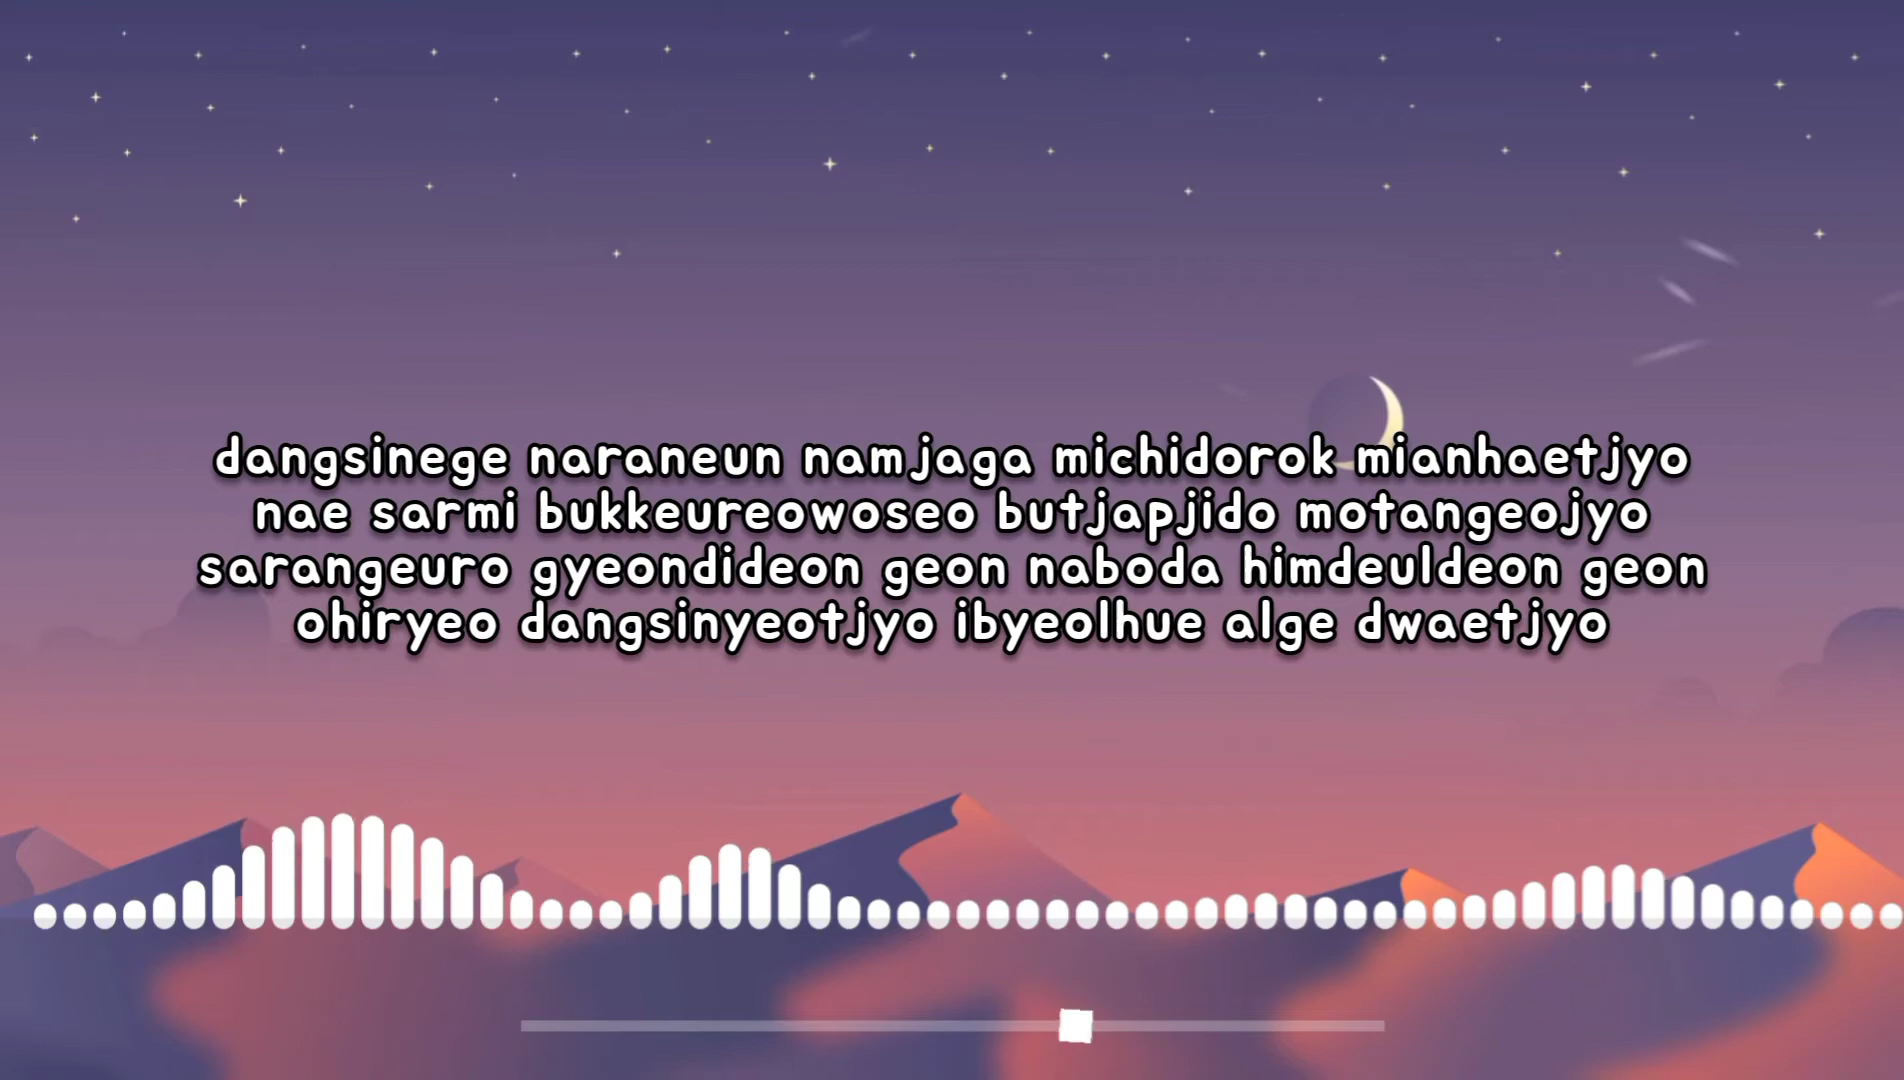 dangsinege naraneun namjaga michidorok mianhaetjyo
nae sarmi bukkeureowoseo butjapjido motangeojyo
sarangeuro gyeondideon geon naboda himdeuldeon geon
ohiryeo dangsinyeotjyo ibyeolhue alge dwaetjyo